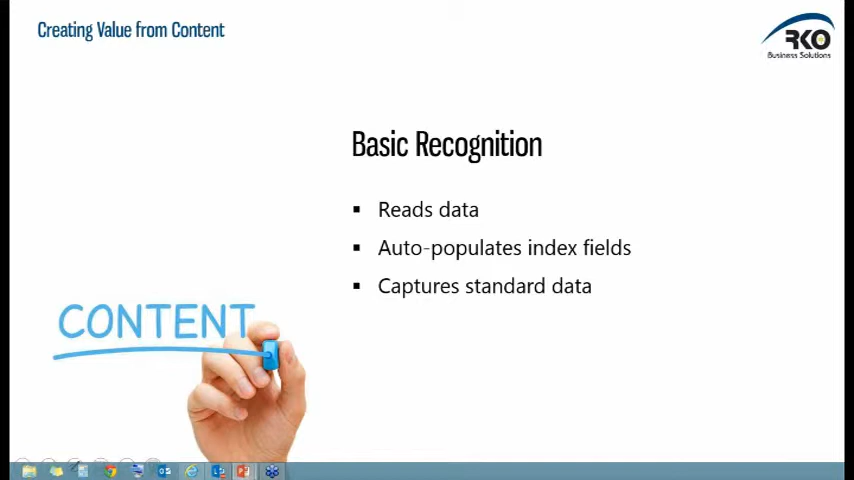 Creating Value from Content
RKO
Business Solutions
Basic Recognition
▪ Reads data
▪ Auto-populates index fields
▪ Captures standard data
CONTENT